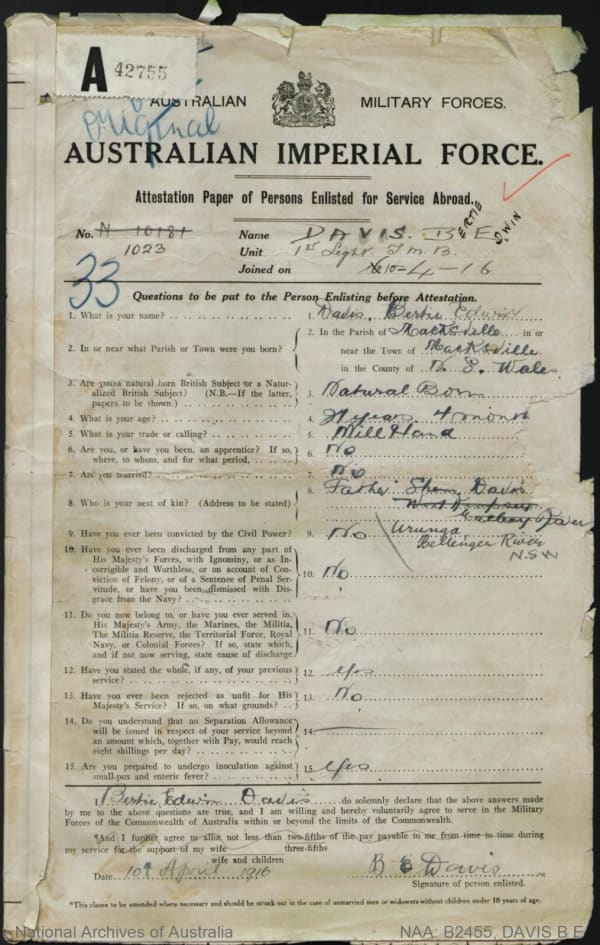 A 42755
Original
AUSTRALIAN MILITARY FORCES.
AUSTRALIAN IMPERIAL FORCE.
Attestation Paper of Persons Enlisted for Service Abroad.
No. N 10181 Name DAVIS. B ERTIE E DWIN
1023 Unit 1st Light T.M.B.
Joined on 10-4-16
33
Questions to be put to the Person Enlisting before Attestation.
1. What is your name? 1. Davis, Bertie Edwin
2. In or near what Parish or Town were you born? 2. In the Parish of Macksville in or
near the Town of Macksville
in the County of N. S. Wales
3. Are you a natural born British Subject or a Natur-
alized British Subject? (N.B.—If the latter,
papers to be shown.) 3. Natural Born
4. What is your age? 4. 21 years 4 months
5. What is your trade or calling? 5. Mill Hand
6. Are you, or have you been, an apprentice? If so,
where, to whom, and for what period. 6. No
7. Are you married? 7. No
8. Who is your next of kin? (Address to be stated) 8. Father Davis
West Kempsey
Macleay River
Urunga
Bellinger River
N.S.W
9. Have you ever been convicted by the Civil Power? 9. No
10. Have you ever been discharged from any part of
His Majesty's Forces, with Ignominy, or as In-
corrigible and Worthless, or on account of Con-
viction of Felony, or of a Sentence of Penal Ser-
vitude, or have you been dismissed with Dis-
grace from the Navy? 10. No
11. Do you now belong to, or have you ever served in,
His Majesty's Army, the Marines, the Militia,
The Militia Reserve, the Territorial Force, Royal
Navy, or Colonial Forces? If so, state which,
and if not now serving, state cause of discharge 11. No
12. Have you stated the whole, if any, of your previous
service? 12. Yes
13. Have you ever been rejected as unfit for His
Majesty's Service? If so, on what grounds? 13. No
14. Do you understand that no Separation Allowance
will be issued in respect of your service beyond
an amount which, together with Pay, would reach
eight shillings per day? 14.
15. Are you prepared to undergo inoculation against
small-pox and enteric fever? 15. Yes
I, Bertie Edwin Davis do solemnly declare that the above answers made
by me to the above questions are true, and I am willing and hereby voluntarily agree to serve in the Military
Forces of the Commonwealth of Australia within or beyond the limits of the Commonwealth.
*And I further agree to allot not less than two-fifths of the pay payable to me from time to time during
three-fifths
my service for the support of my wife
wife and children
Date 10th April 1916 B E Davis
Signature of person enlisted.
*This clause to be amended where necessary and should be struck out in the case of unmarried men or widowers without children under 18 years of age.
National Archives of Australia NAA: B2455, DAVIS B E